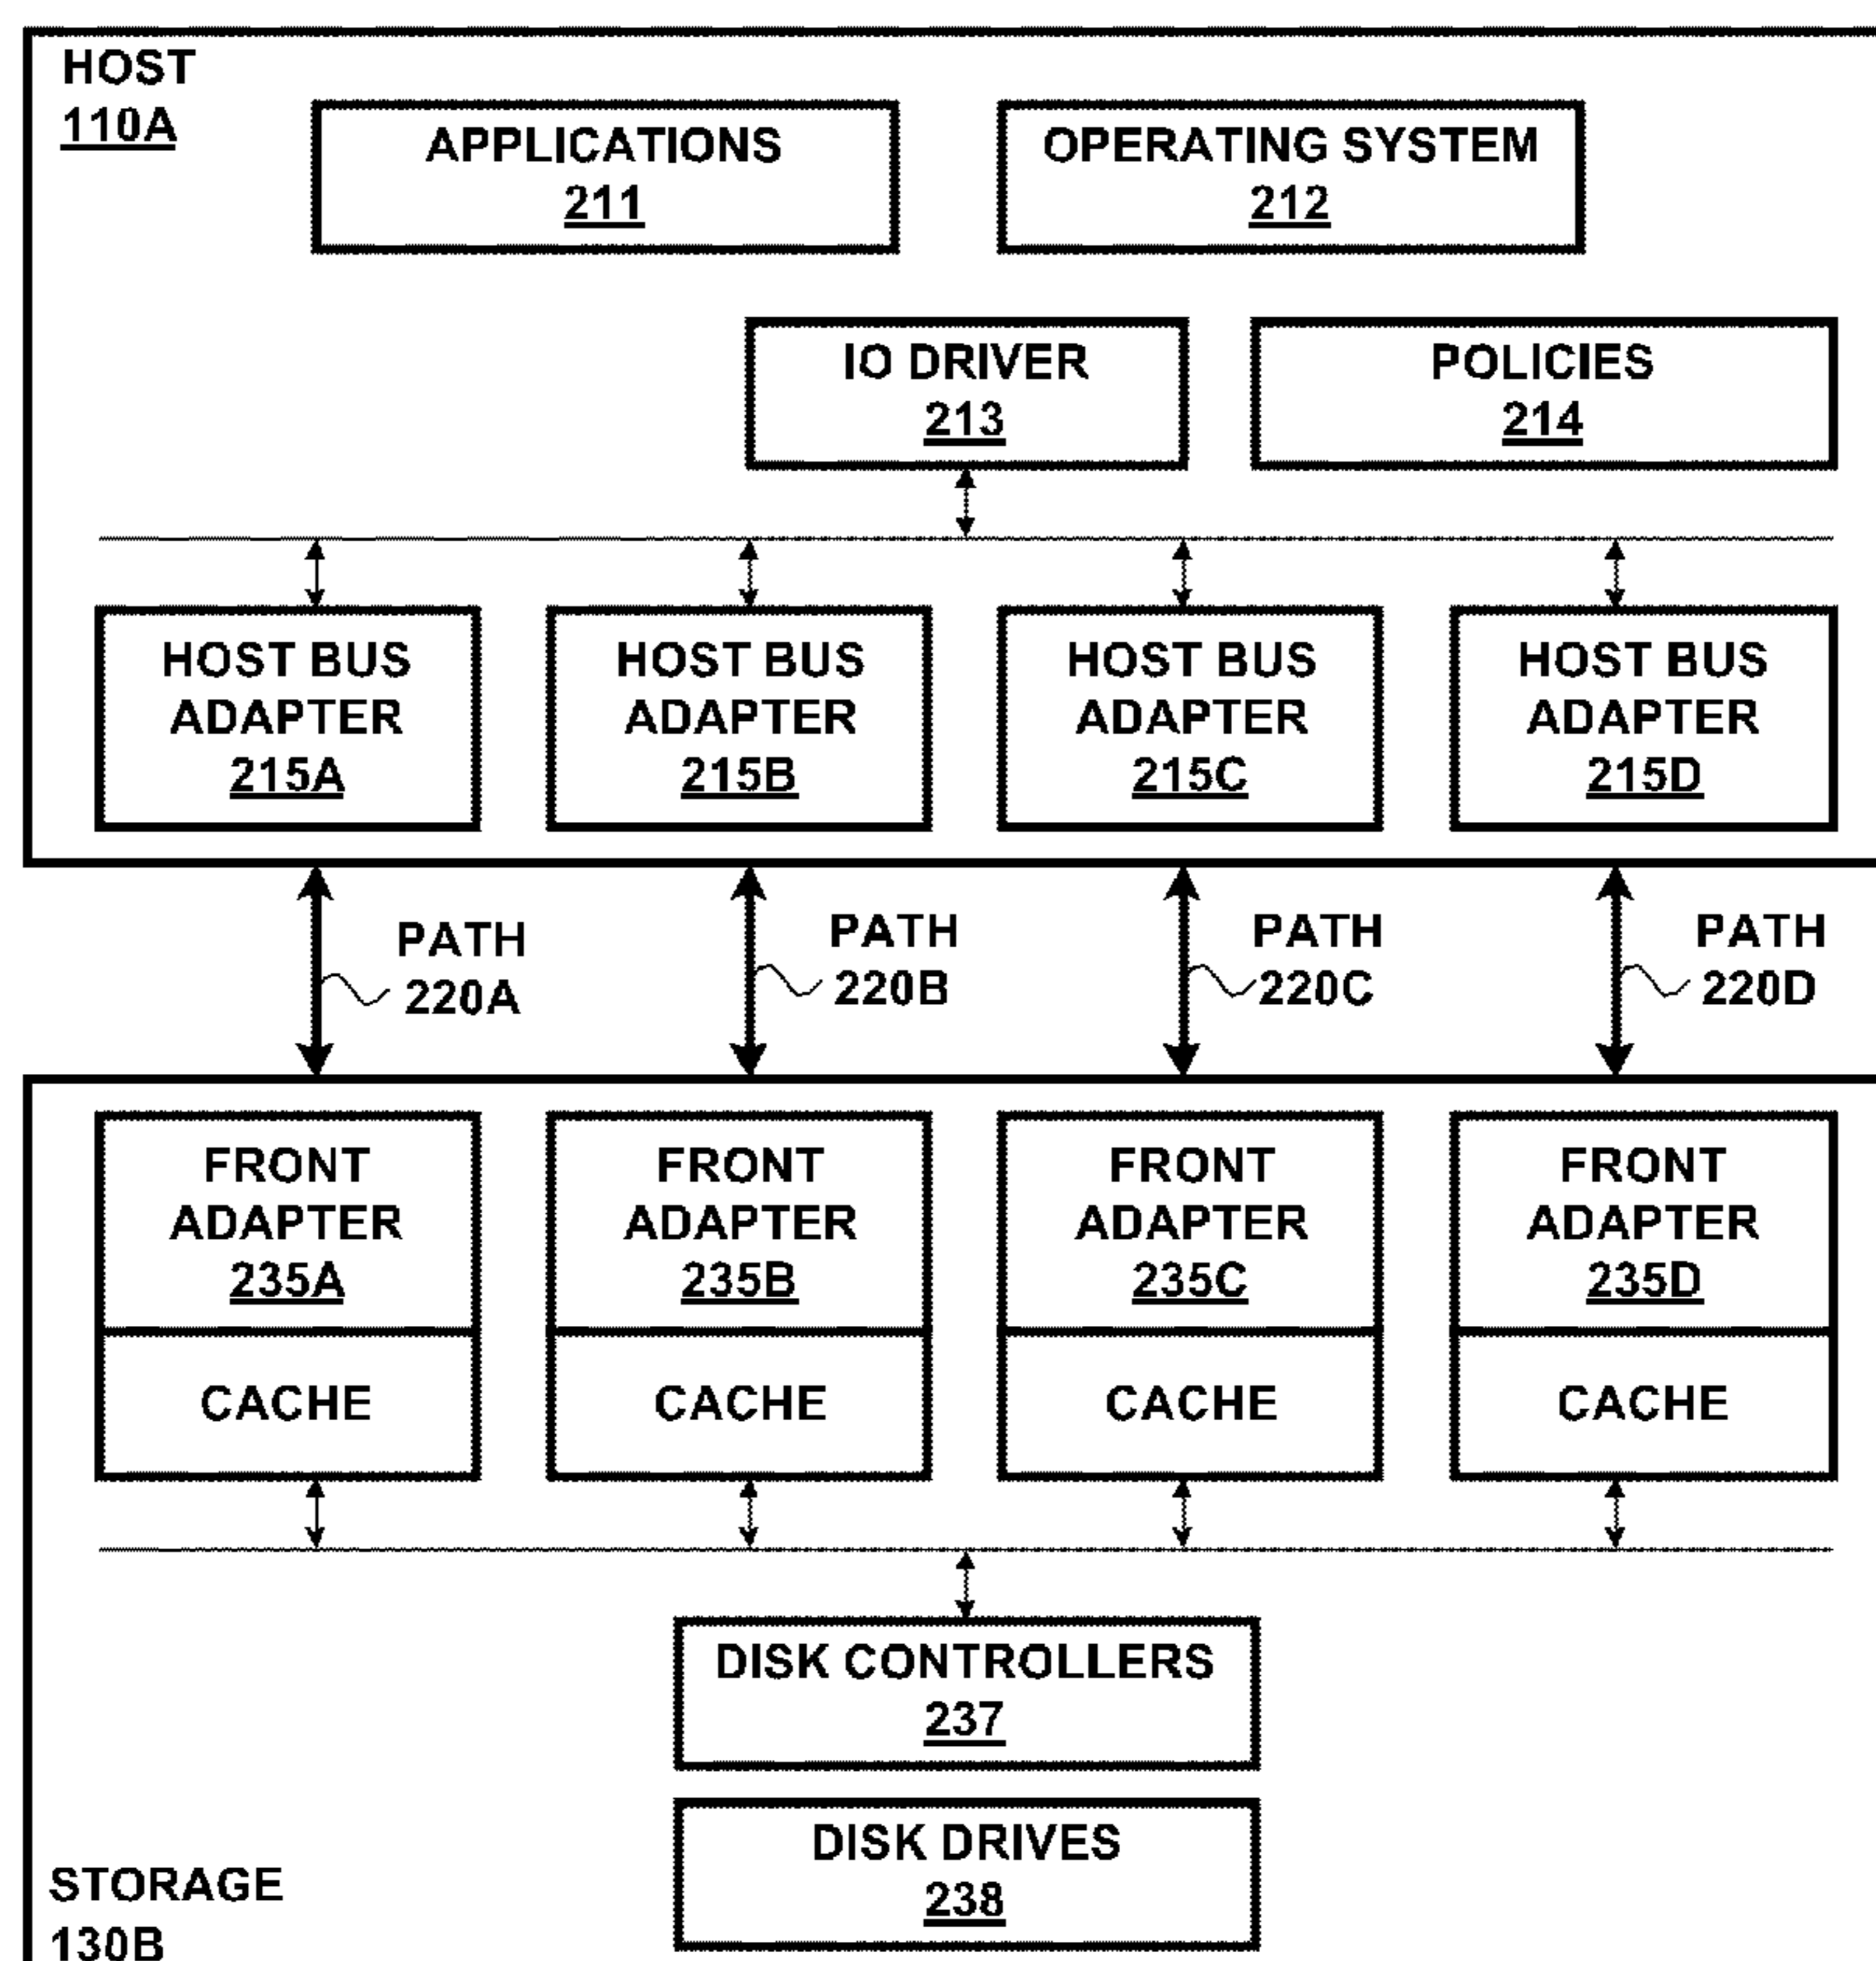 HOST
110A
APPLICATIONS
211
OPERATING SYSTEM
212
IO DRIVER
213
POLICIES
214
HOST BUS
ADAPTER
215A
HOST BUS
ADAPTER
215B
HOST BUS
ADAPTER
215C
HOST BUS
ADAPTER
215D
PATH
220A
PATH
220B
PATH
220C
PATH
220D
FRONT
ADAPTER
235A
CACHE
FRONT
ADAPTER
235B
CACHE
FRONT
ADAPTER
235C
CACHE
FRONT
ADAPTER
235D
CACHE
DISK CONTROLLERS
237
DISK DRIVES
238
STORAGE
130B